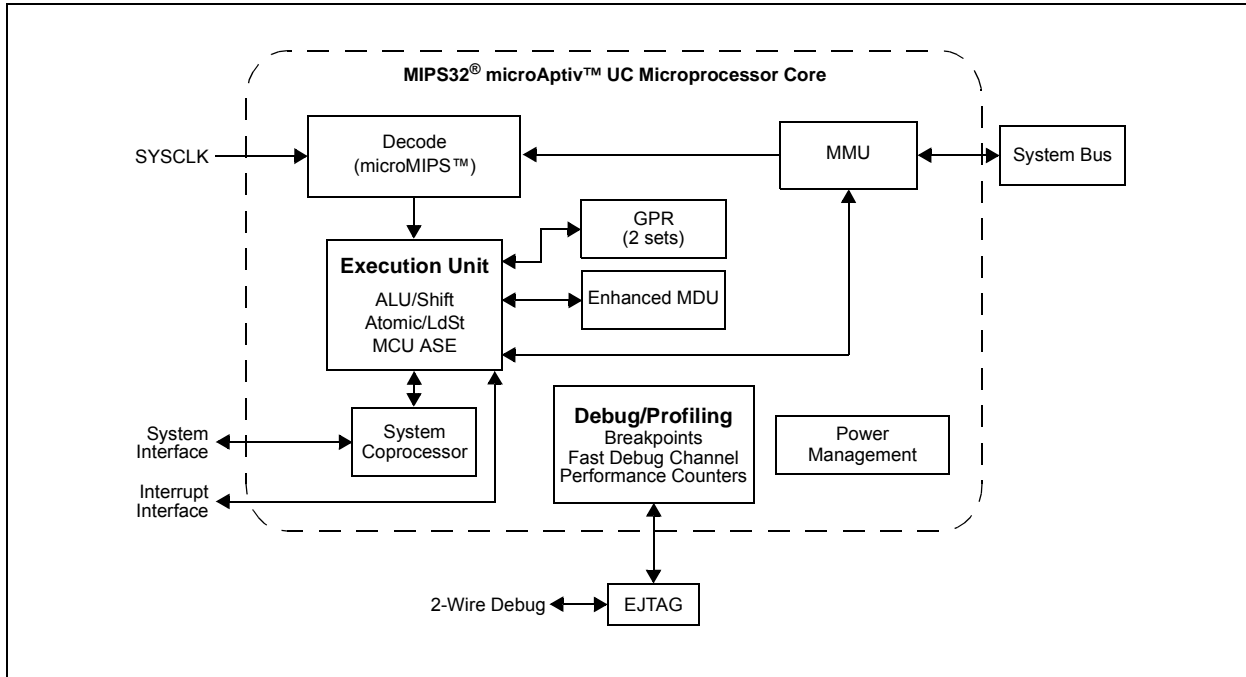 MIPS32® microAptiv™ UC Microprocessor Core
SYSCLK
Decode
(microMIPS™)
MMU
System Bus
GPR
(2 sets)
Execution Unit
ALU/Shift
Atomic/LdSt
MCU ASE
Enhanced MDU
System
Interface
System
Coprocessor
Debug/Profiling
Breakpoints
Fast Debug Channel
Performance Counters
Power
Management
Interrupt
Interface
2-Wire Debug
EJTAG